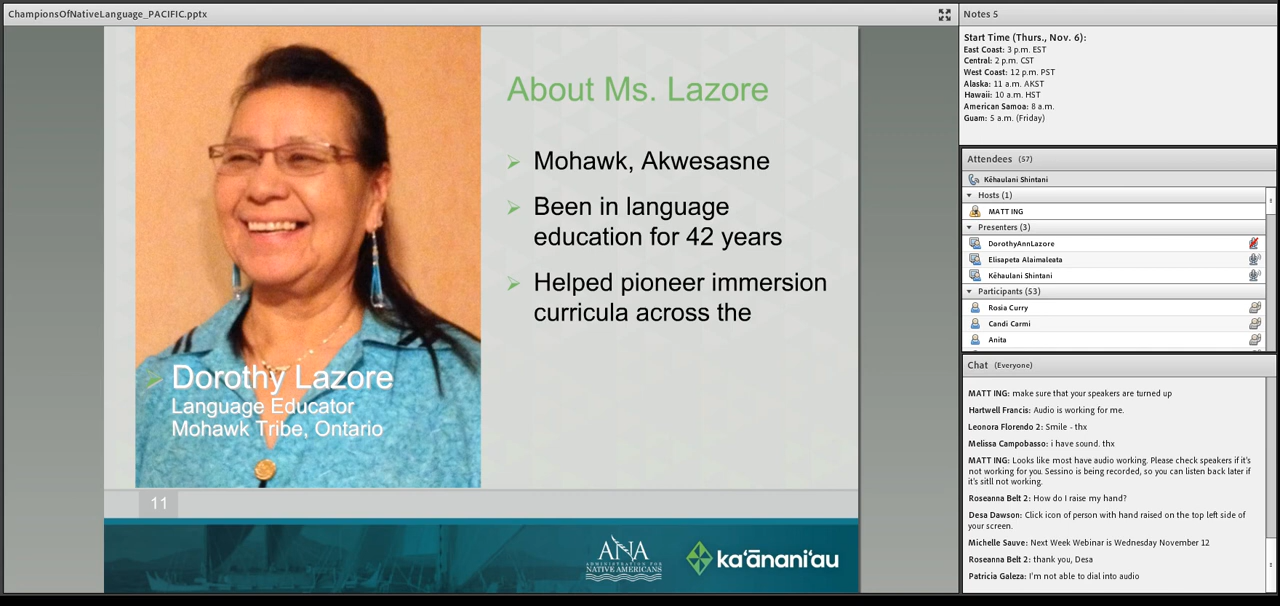 ChampionsOfNativeLanguage_PACIFIC.pptx
About Ms. Lazore
Mohawk, Akwesasne
Been in language
education for 42 years
Helped pioneer immersion
curricula across the
Dorothy Lazore
Language Educator
Mohawk Tribe, Ontario
11
ANA
ADMINISTRATION FOR
NATIVE AMERICANS
ka'ānani'au
Notes 5
Start Time (Thurs., Nov. 6):
East Coast: 3 p.m. EST
Central: 2 p.m. CST
West Coast: 12 p.m. PST
Alaska: 11 a.m. AKST
Hawaii: 10 a.m. HST
American Samoa: 8 a.m.
Guam: 5 a.m. (Friday)
Attendees (57)
Kēhaulani Shintani
Hosts (1)
MATT ING
Presenters (3)
DorothyAnnLazore
Elisapeta Alaimaleata
Kēhaulani Shintani
Participants (53)
Rosia Curry
Candi Carmi
Anita
Chat (Everyone)
MATT ING: make sure that your speakers are turned up
Hartwell Francis: Audio is working for me.
Leonora Florendo 2: Smile - thx
Melissa Campobasso: i have sound. thx
MATT ING: Looks like most have audio working. Please check speakers if it's
not working for you. Sessino is being recorded, so you can listen back later if
it's sitll not working.
Roseanna Belt 2: How do I raise my hand?
Desa Dawson: Click icon of person with hand raised on the top left side of
your screen.
Michelle Sauve: Next Week Webinar is Wednesday November 12
Roseanna Belt 2: thank you, Desa
Patricia Galeza: I'm not able to dial into audio